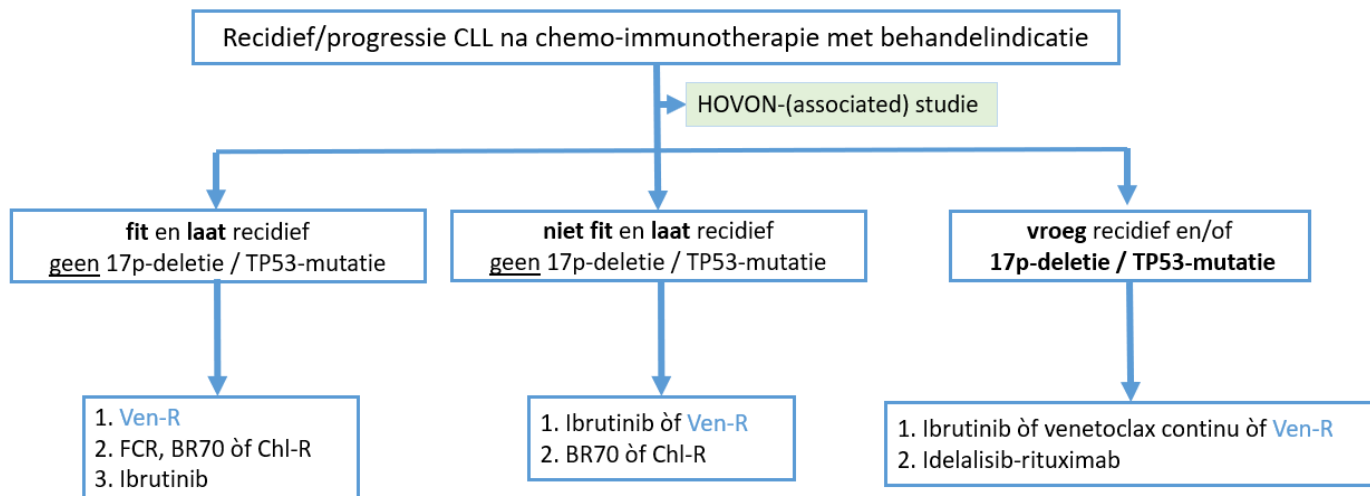 Recidief/progressie CLL na chemo-immunotherapie met behandelindicatie
HOVON-(associated) studie
fit en laat recidief
geen 17p-deletie / TP53-mutatie
niet fit en laat recidief
geen 17p-deletie / TP53-mutatie
vroeg recidief en/of
17p-deletie / TP53-mutatie
1. Ven-R
2. FCR, BR70 òf Chl-R
3. Ibrutinib
1. Ibrutinib òf Ven-R
2. BR70 òf Chl-R
1. Ibrutinib òf venetoclax continu òf Ven-R
2. Idelalisib-rituximab